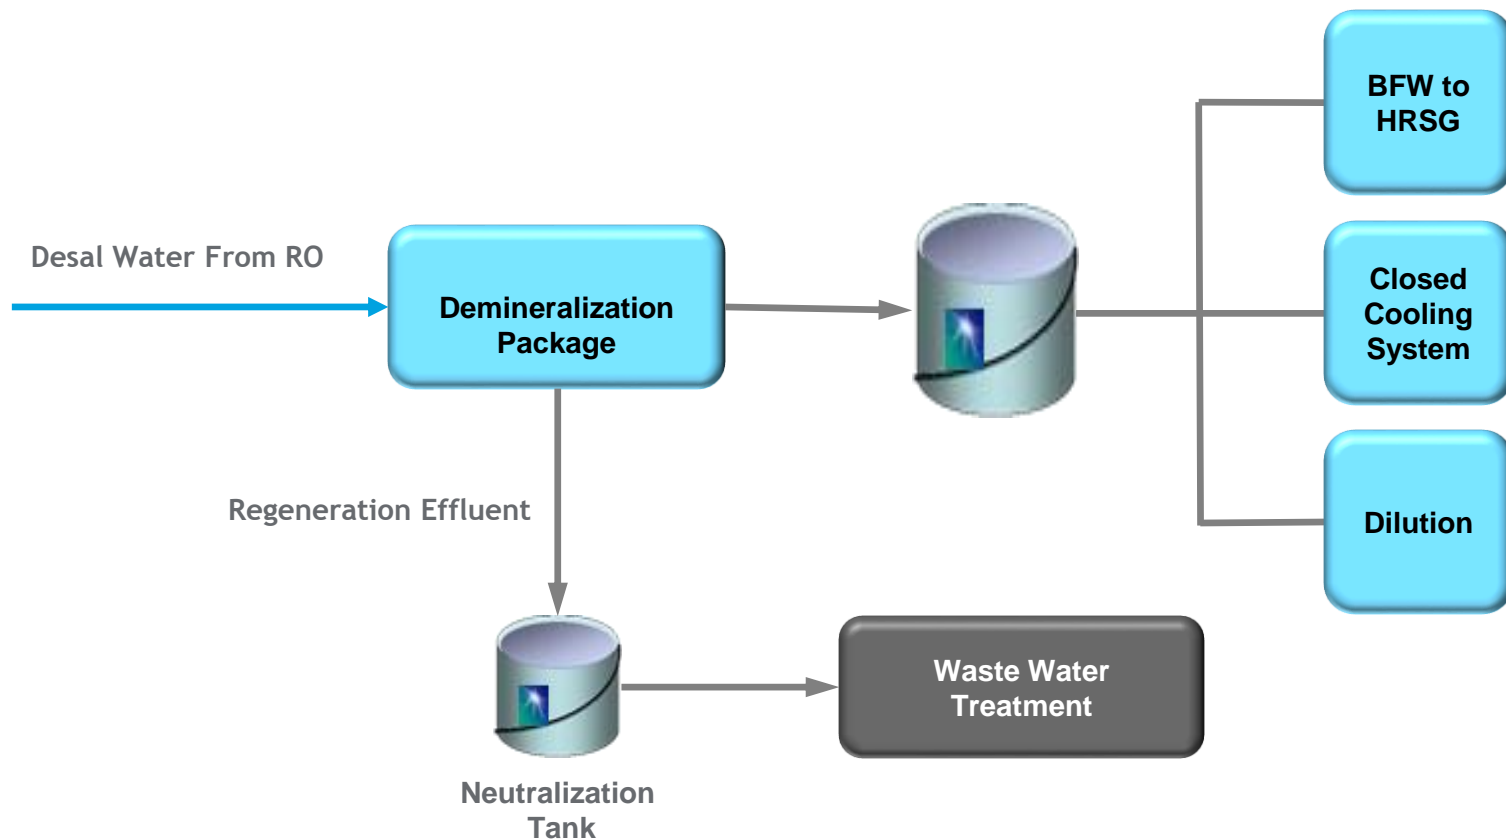 BFW to
HRSG
Desal Water From RO
Demineralization
Package
Closed
Cooling
System
Regeneration Effluent
Dilution
Waste Water
Treatment
Neutralization
Tank